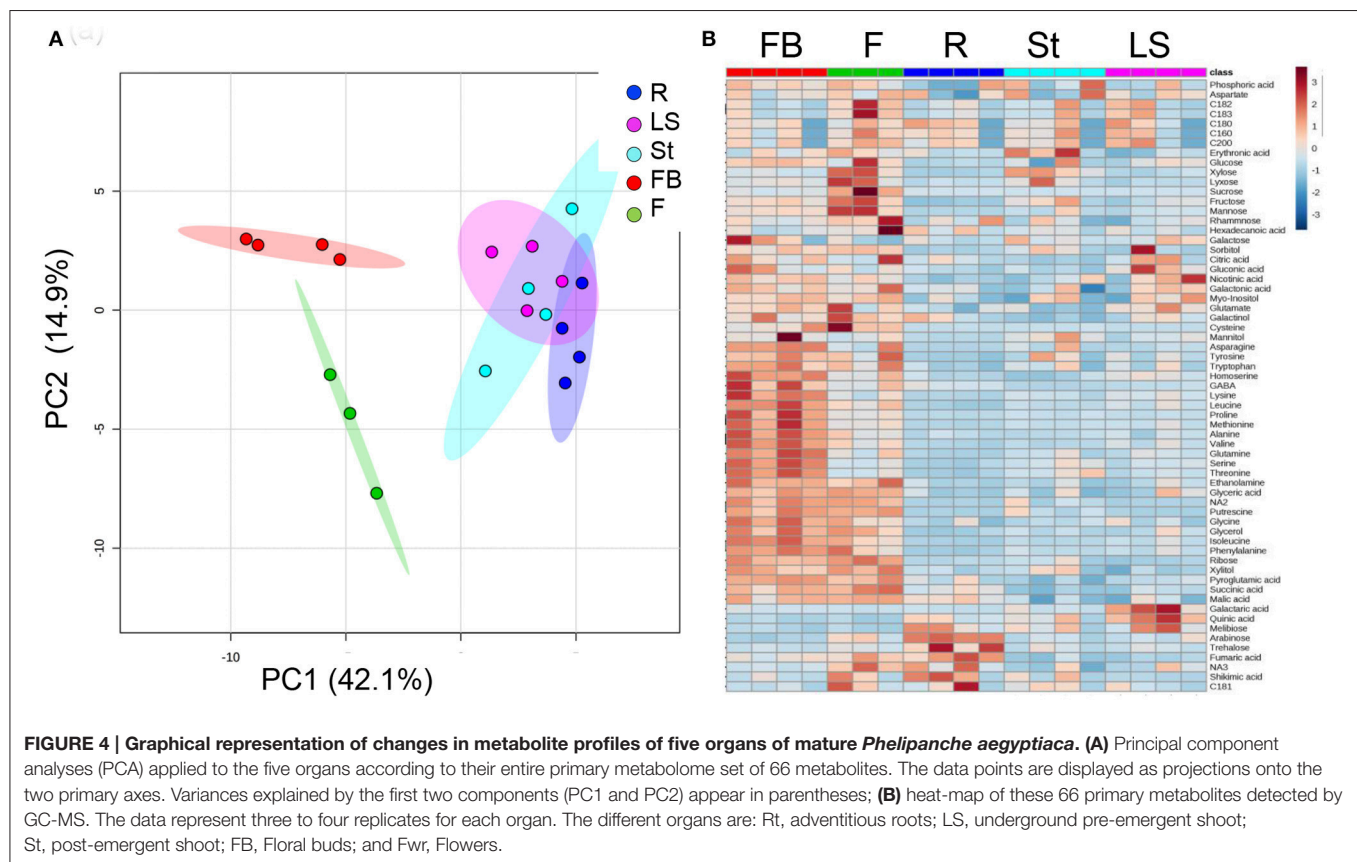 A (a)
R
LS
St
FB
F
5
0
-5
-10
PC2 (14.9%)
-10
PC1 (42.1%)
B FB F R St LS
class
3
2
1
0
-1
-2
-3
Phosphoric acid
Aspartate
C182
C183
C180
C160
C200
Erythronic acid
Glucose
Xylose
Lyxose
Sucrose
Fructose
Mannose
Rhammnose
Hexadecanoic acid
Galactose
Sorbitol
Citric acid
Gluconic acid
Nicotinic acid
Galactonic acid
Myo-Inositol
Glutamate
Galactinol
Cysteine
Mannitol
Asparagine
Tyrosine
Tryptophan
Homoserine
GABA
Lysine
Leucine
Proline
Methionine
Alanine
Valine
Glutamine
Serine
Threonine
Ethanolamine
Glyceric acid
NA2
Putrescine
Glycine
Glycerol
Isoleucine
Phenylalanine
Ribose
Xylitol
Pyroglutamic acid
Succinic acid
Malic acid
Galactaric acid
Quinic acid
Melibiose
Arabinose
Trehalose
Fumaric acid
NA3
Shikimic acid
C181
FIGURE 4 | Graphical representation of changes in metabolite profiles of five organs of mature Phelipanche aegyptiaca. (A) Principal component
analyses (PCA) applied to the five organs according to their entire primary metabolome set of 66 metabolites. The data points are displayed as projections onto the
two primary axes. Variances explained by the first two components (PC1 and PC2) appear in parentheses; (B) heat-map of these 66 primary metabolites detected by
GC-MS. The data represent three to four replicates for each organ. The different organs are: Rt, adventitious roots; LS, underground pre-emergent shoot;
St, post-emergent shoot; FB, Floral buds; and Fwr, Flowers.